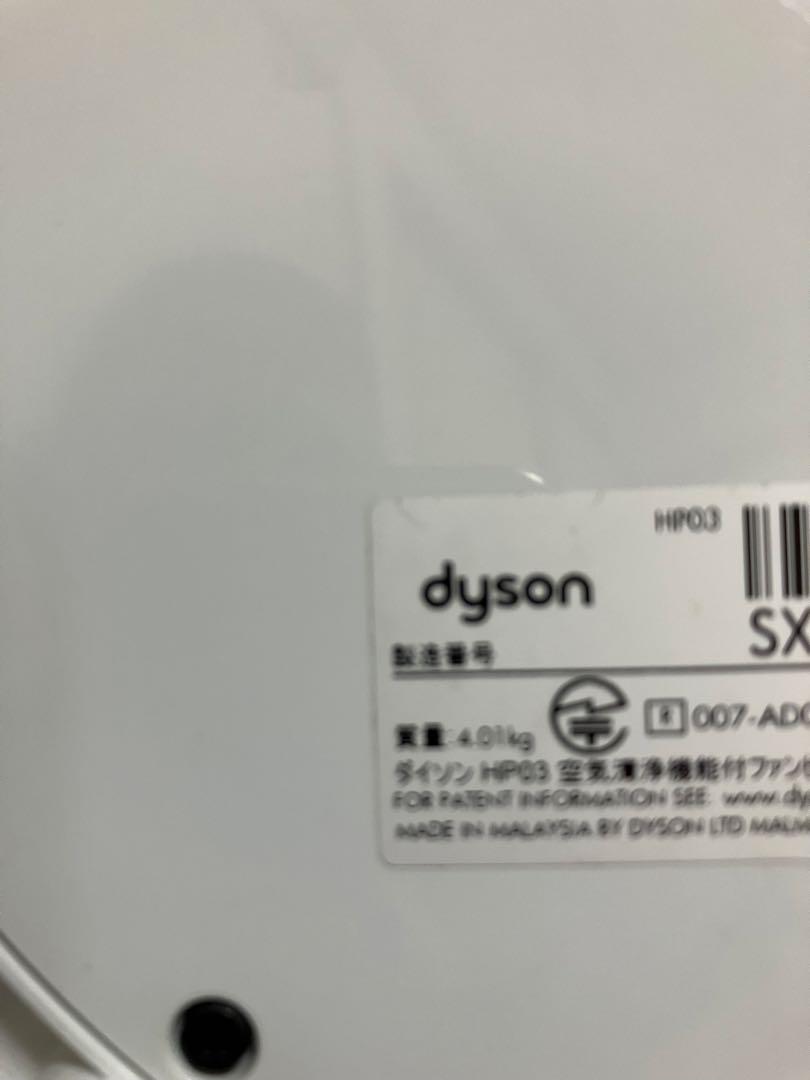 HP03
dyson
SX
製造番号
R 007-AD
質量:4.01kg
ダイソン HP03 空気清浄機能付ファン
FOR PATENT INFORMATION SEE: www.dy
MADE IN MALAYSIA BY DYSON LTD MALM